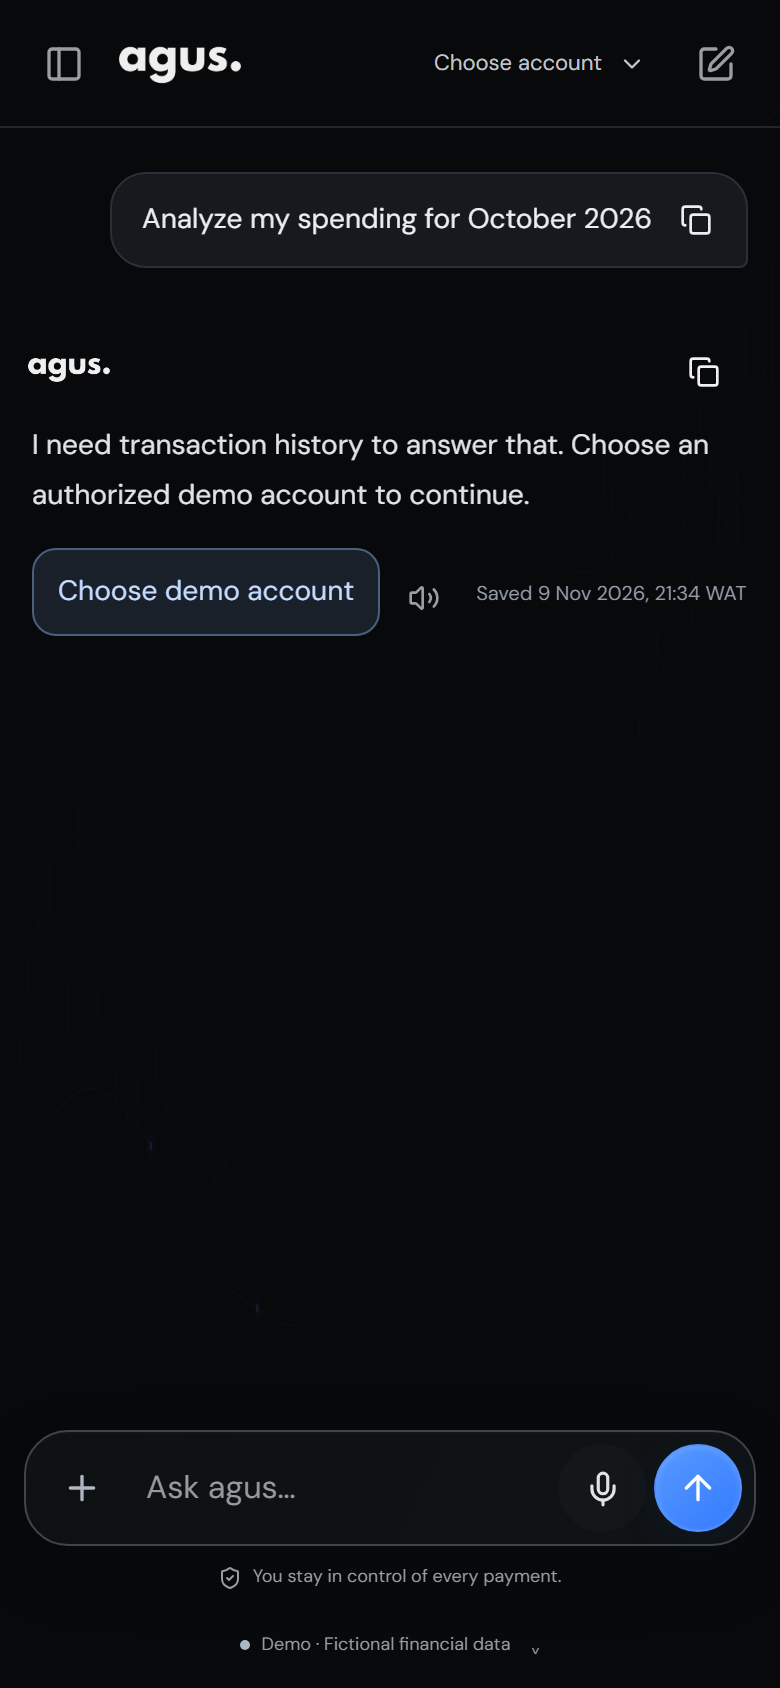 agus.
Choose account
Analyze my spending for October 2026
agus.
I need transaction history to answer that. Choose an
authorized demo account to continue.
Choose demo account
Saved 9 Nov 2026, 21:34 WAT
Ask agus...
You stay in control of every payment.
Demo · Fictional financial data